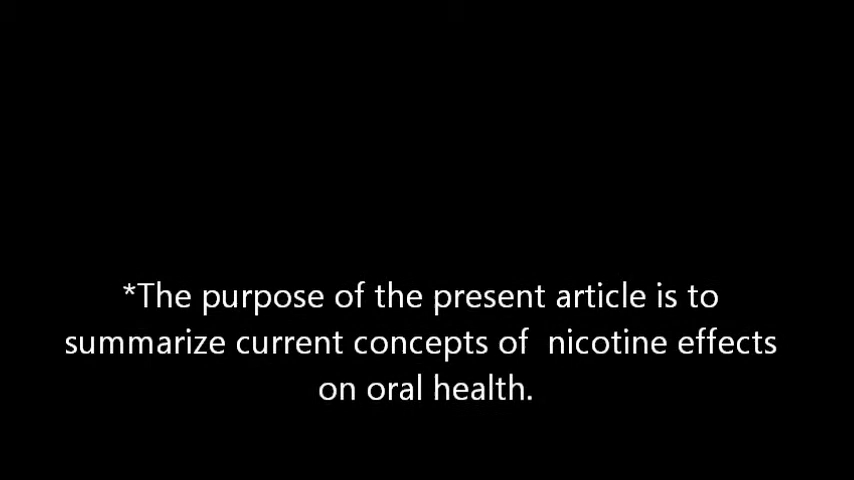 *The purpose of the present article is to
summarize current concepts of  nicotine effects
on oral health.